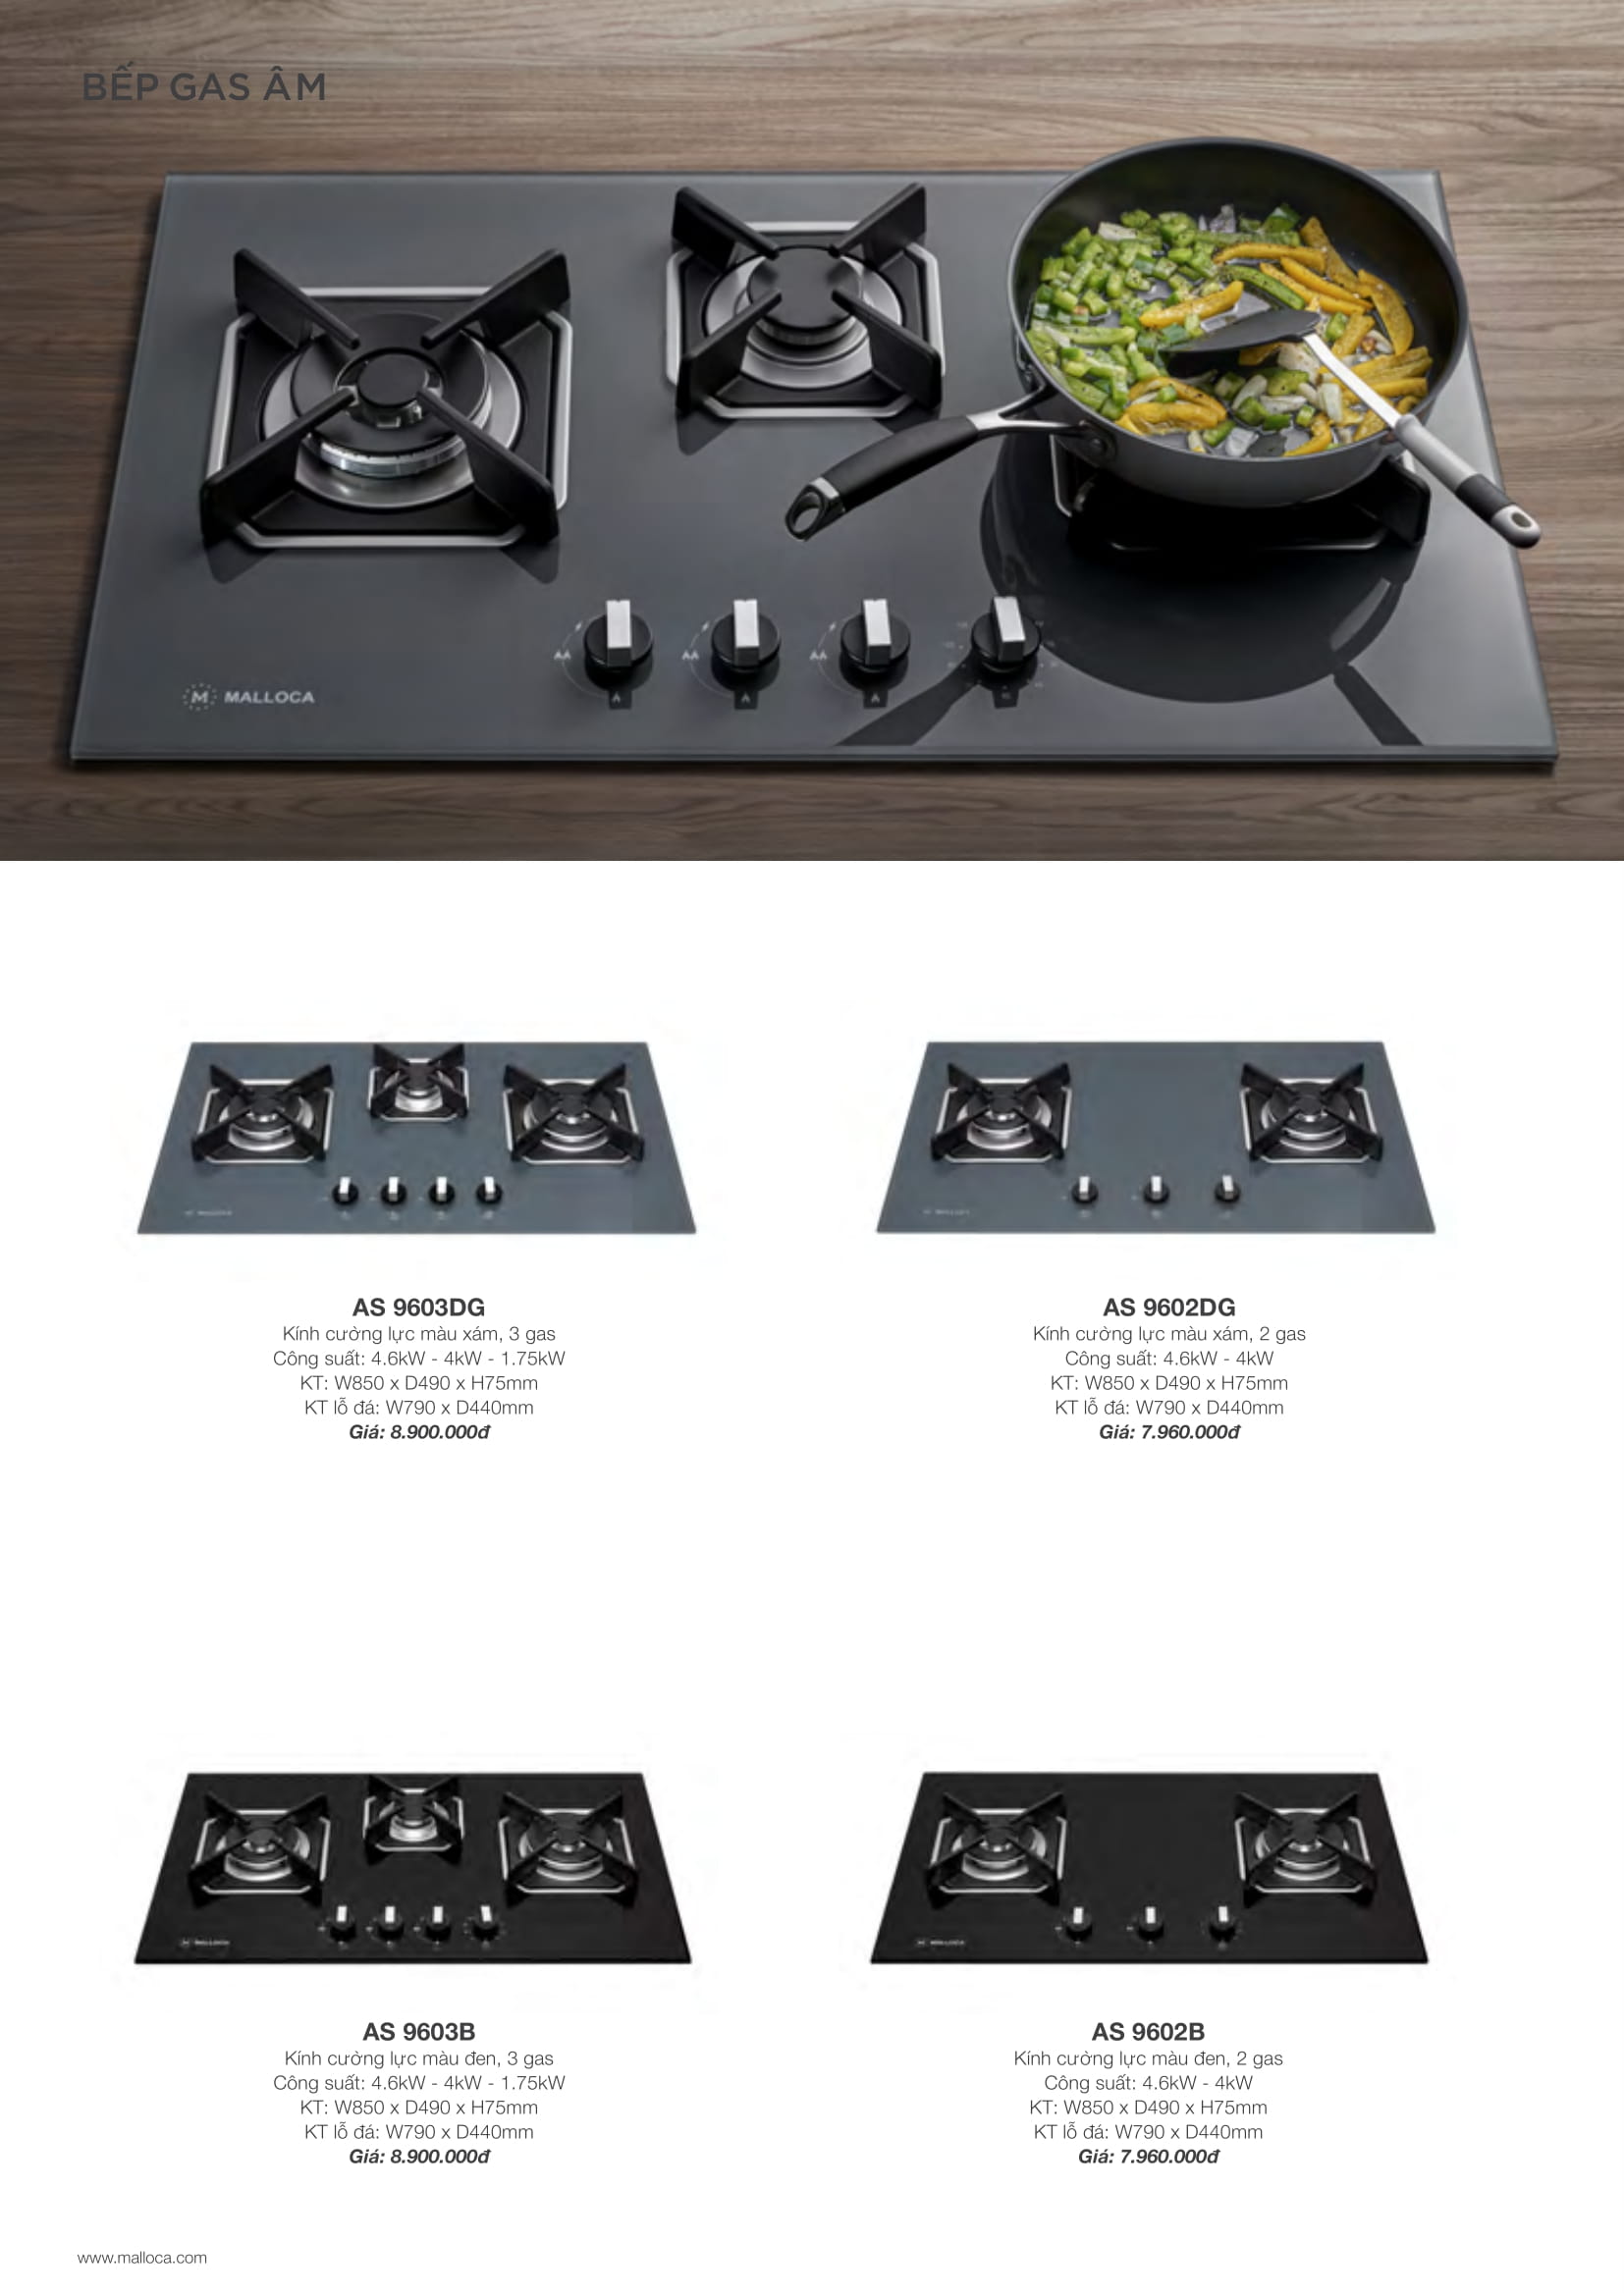 BẾP GAS ÂM
MALLOCA
AS 9603DG
Kính cường lực màu xám, 3 gas
Công suất: 4.6kW - 4kW - 1.75kW
KT: W850 x D490 x H75mm
KT lỗ đá: W790 x D440mm
Giá: 8.900.000đ
AS 9602DG
Kính cường lực màu xám, 2 gas
Công suất: 4.6kW - 4kW
KT: W850 x D490 x H75mm
KT lỗ đá: W790 x D440mm
Giá: 7.960.000đ
MALLOCA
MALLOCA
AS 9603B
Kính cường lực màu đen, 3 gas
Công suất: 4.6kW - 4kW - 1.75kW
KT: W850 x D490 x H75mm
KT lỗ đá: W790 x D440mm
Giá: 8.900.000đ
AS 9602B
Kính cường lực màu đen, 2 gas
Công suất: 4.6kW - 4kW
KT: W850 x D490 x H75mm
KT lỗ đá: W790 x D440mm
Giá: 7.960.000đ
www.malloca.com